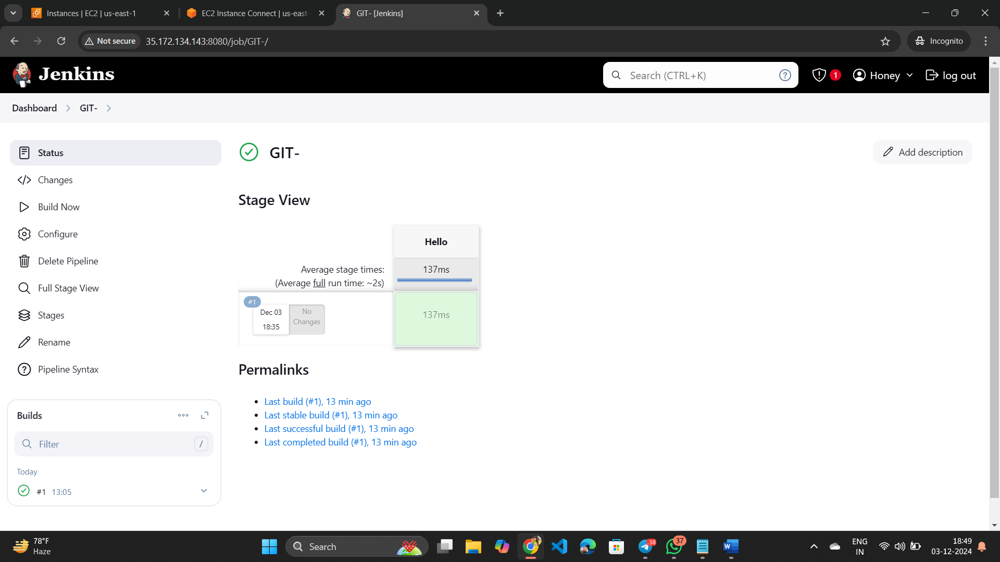 Instances | EC2 | us-east-1
EC2 Instance Connect | us-east-
GIT- [Jenkins]
Not secure
35.172.134.143:8080/job/GIT-/
Incognito
Jenkins
Search (CTRL+K)
?
1
Honey
log out
Dashboard
GIT-
Status
Changes
Build Now
Configure
Delete Pipeline
Full Stage View
Stages
Rename
Pipeline Syntax
Builds
Filter
/
Today
#1 13:05
GIT-
Add description
Stage View
Hello
Average stage times:
(Average full run time: ~2s)
137ms
#1
Dec 03
18:35
No
Changes
137ms
Permalinks
Last build (#1), 13 min ago
Last stable build (#1), 13 min ago
Last successful build (#1), 13 min ago
Last completed build (#1), 13 min ago
78°F
Haze
Search
.58
37
W
ENG
IN
18:49
03-12-2024